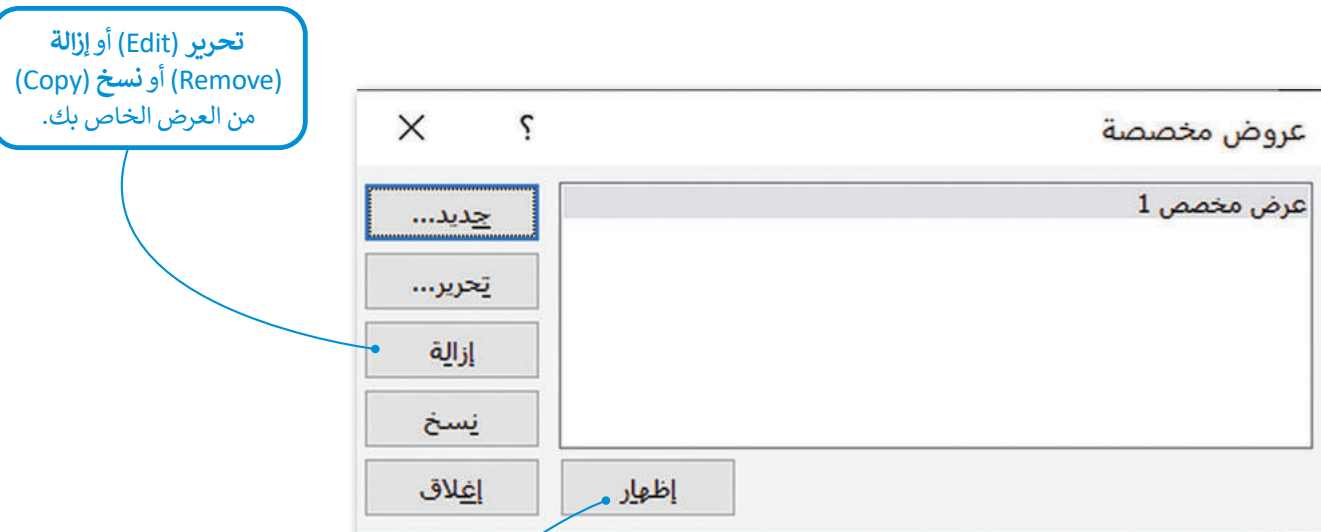 تحرير (Edit) أو إزالة
(Remove) أو نسخ (Copy)
من العرض الخاص بك.
عروض مخصصة
؟
عرض مخصص 1
جديد...
تحرير...
إزالة
نسخ
إظهار
إغلاق